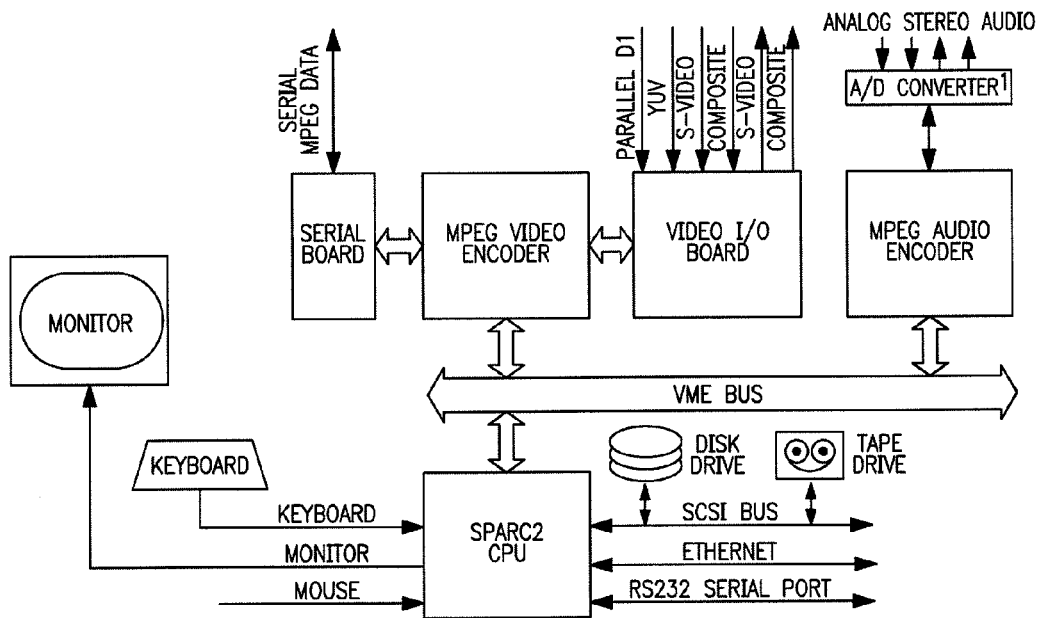 ANALOG STEREO AUDIO
A/D CONVERTER1
SERIAL
MPEG DATA
PARALLEL D1
YUV
S-VIDEO
COMPOSITE
S-VIDEO
COMPOSITE
SERIAL
BOARD
MPEG VIDEO
ENCODER
VIDEO I/O
BOARD
MPEG AUDIO
ENCODER
MONITOR
VME BUS
KEYBOARD
DISK
DRIVE
TAPE
DRIVE
KEYBOARD
MONITOR
MOUSE
SPARC2
CPU
SCSI BUS
ETHERNET
RS232 SERIAL PORT